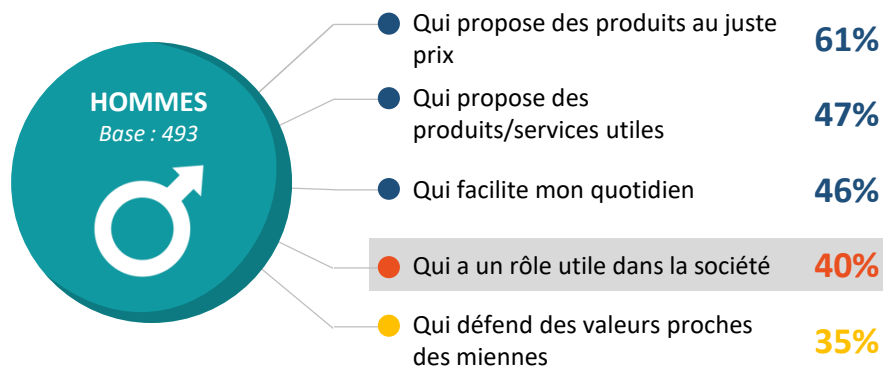 HOMMES
Base : 493
Qui propose des produits au juste
prix
61%
Qui propose des
produits/services utiles
47%
Qui facilite mon quotidien
46%
Qui a un rôle utile dans la société
40%
Qui défend des valeurs proches
des miennes
35%